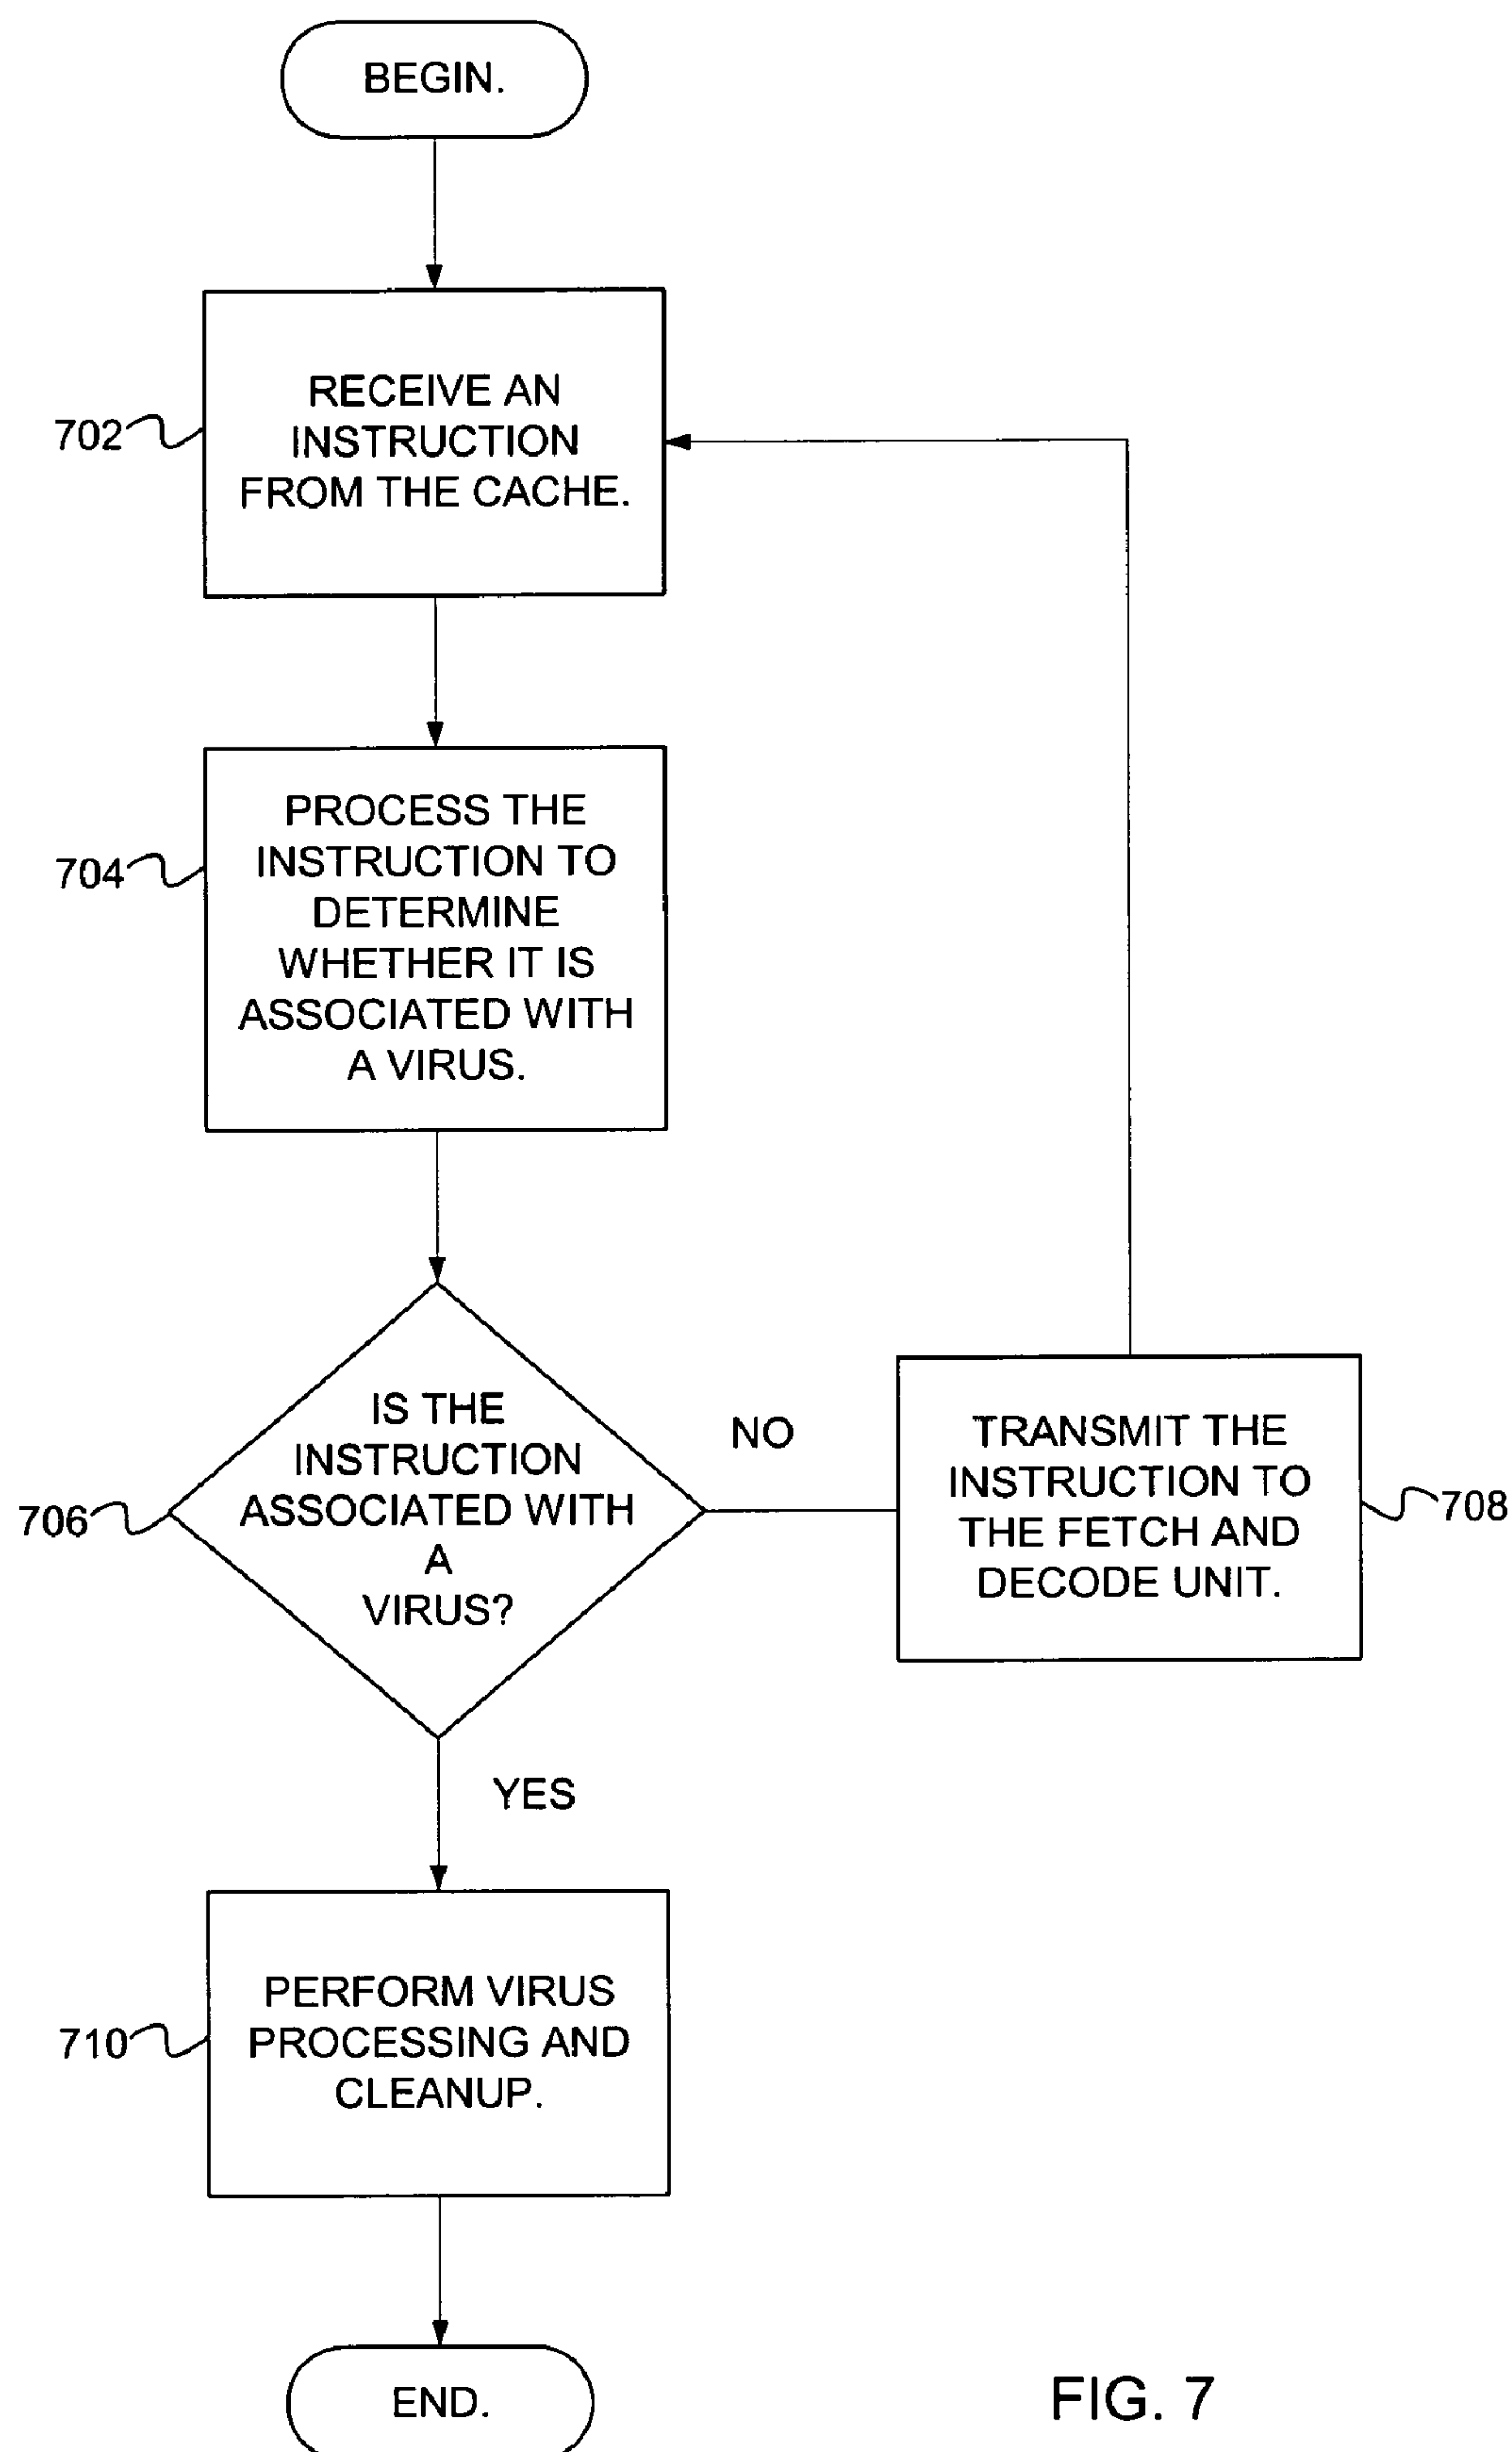 BEGIN.
702
RECEIVE AN
INSTRUCTION
FROM THE CACHE.
704
PROCESS THE
INSTRUCTION TO
DETERMINE
WHETHER IT IS
ASSOCIATED WITH
A VIRUS.
706
IS THE
INSTRUCTION
ASSOCIATED WITH
A
VIRUS?
NO
TRANSMIT THE
INSTRUCTION TO
THE FETCH AND
DECODE UNIT.
708
YES
710
PERFORM VIRUS
PROCESSING AND
CLEANUP.
END.
FIG. 7